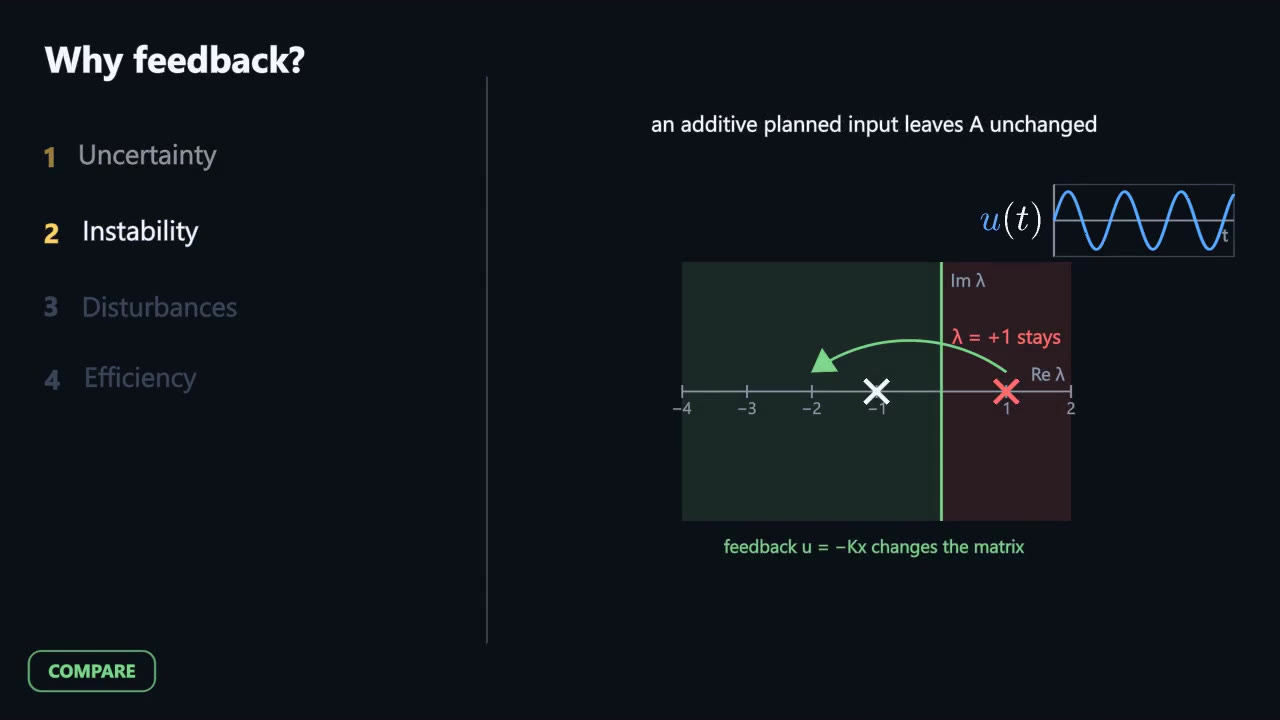 Why feedback?
1 Uncertainty
2 Instability
3 Disturbances
4 Efficiency
COMPARE
an additive planned input leaves A unchanged
u(t)
t
Im λ
λ = +1 stays
Re λ
−4 −3 −2 −1 1 2
feedback u = −Kx changes the matrix